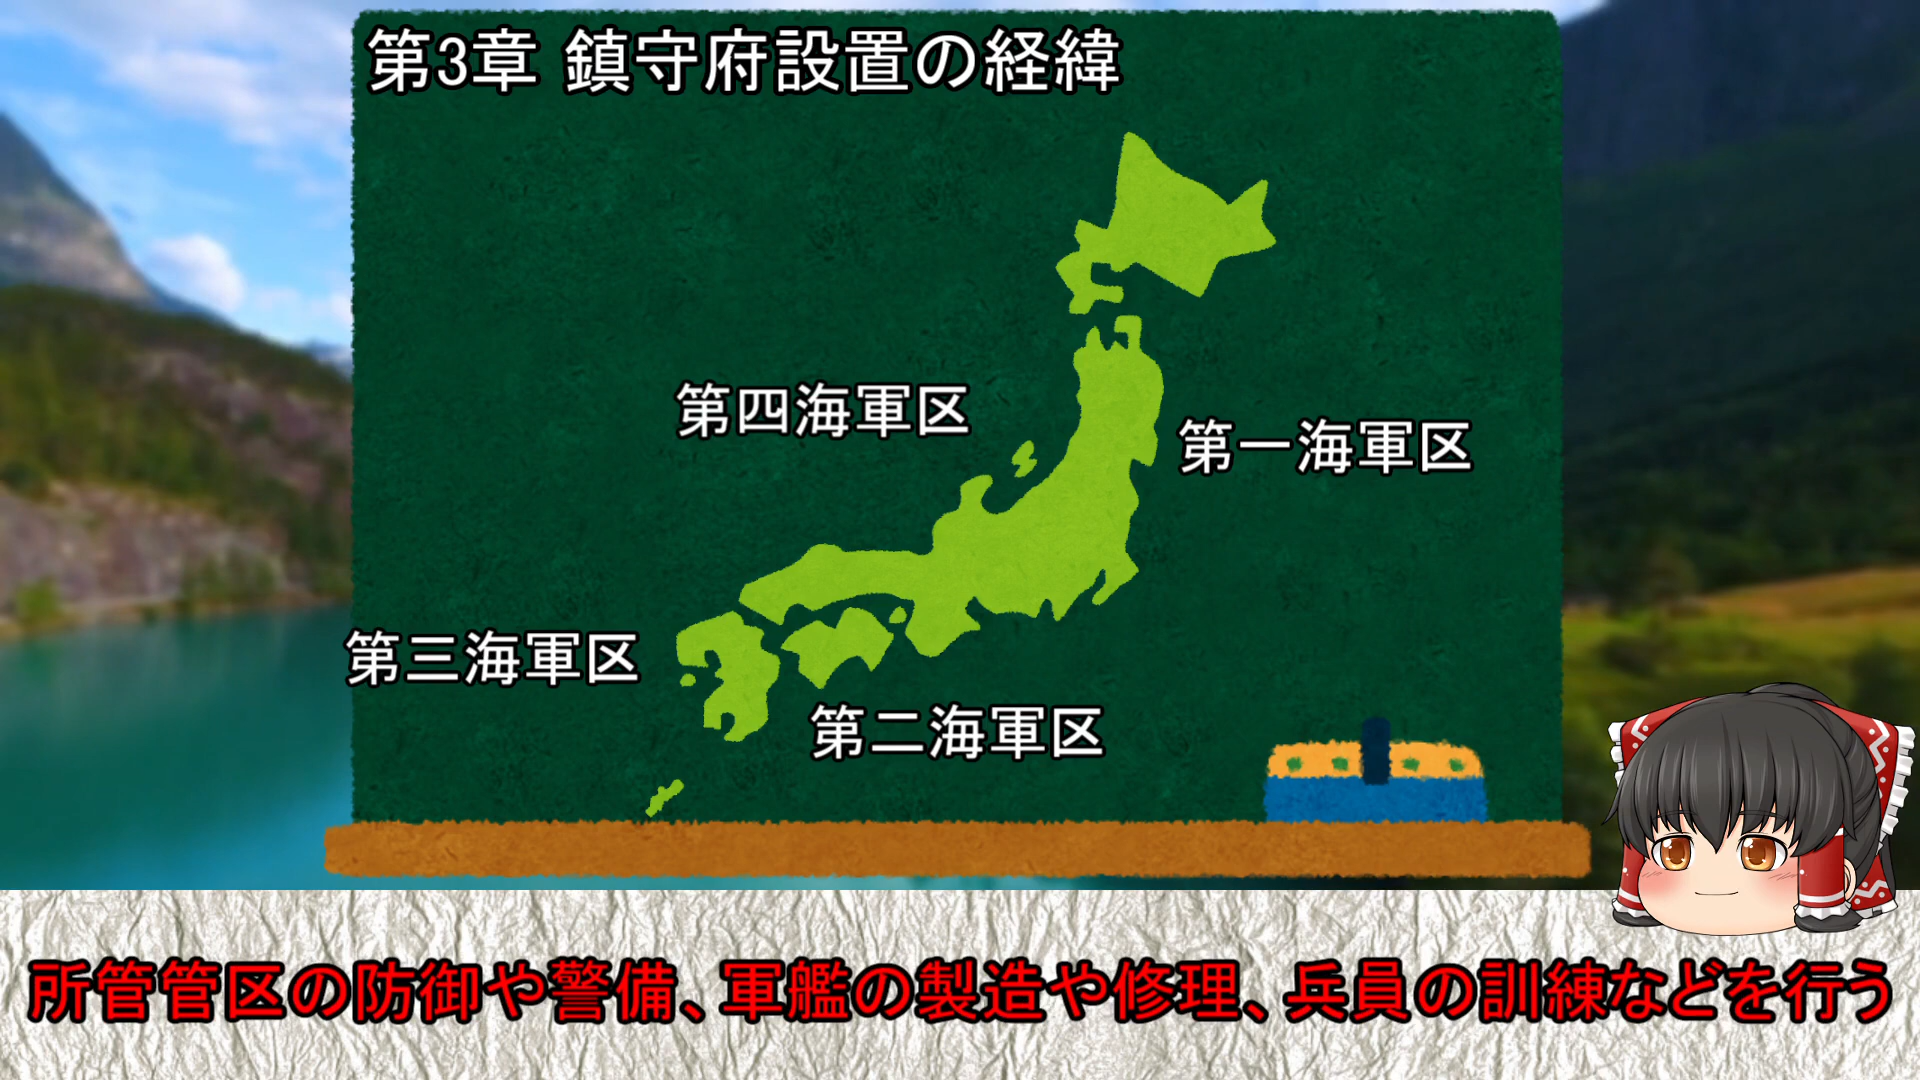 第3章 鎮守府設置の経緯
第四海軍区
第一海軍区
第三海軍区
第二海軍区
所管管区の防御や警備、軍艦の製造や修理、兵員の訓練などを行う